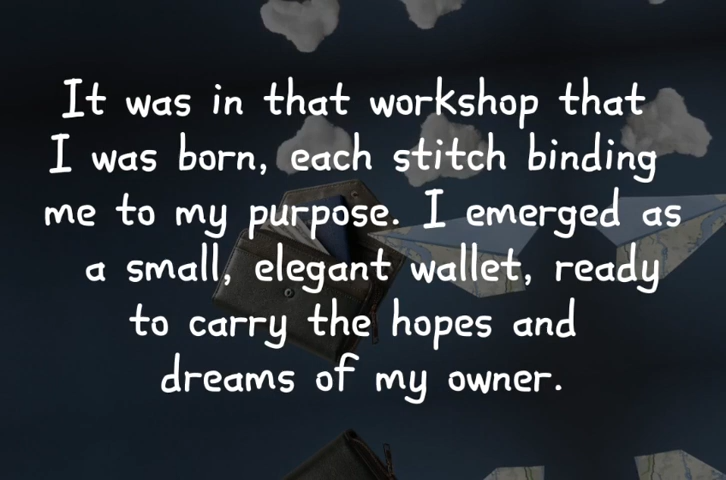 It was in that workshop that
I was born, each stitch binding
me to my purpose. I emerged as
a small, elegant wallet, ready
to carry the hopes and
dreams of my owner.